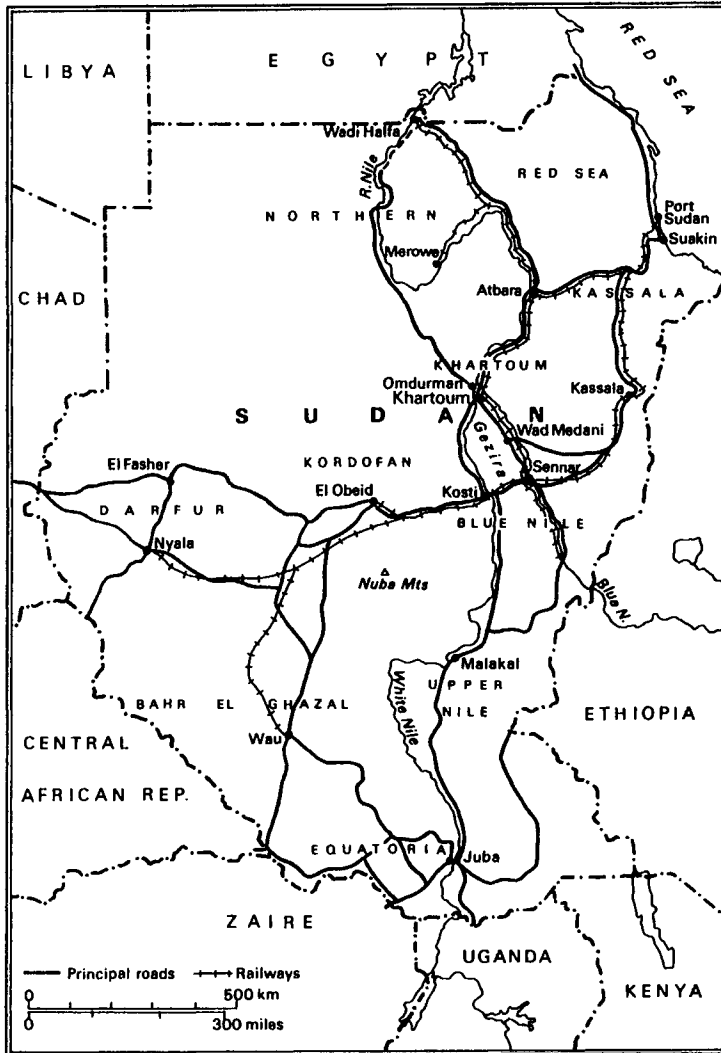 LIBYA
EGYPT
RED SEA
Wadi Halfa
R. Nile
RED SEA
NORTHERN
Port
Sudan
Suakin
Merowe
CHAD
Atbara
KASSALA
KHARTOUM
Omdurman
Khartoum
Kassala
SUDAN
Wad Medani
Gezira
El Fasher
KORDOFAN
Sennar
El Obeid
Kosti
DARFUR
BLUE NILE
Nyala
Nuba Mts
Blue N.
Malakal
UPPER
NILE
White Nile
BAHR EL GHAZAL
ETHIOPIA
Wau
CENTRAL
AFRICAN REP.
EQUATORIA
Juba
ZAIRE
UGANDA
KENYA
Principal roads
Railways
0 500 km
0 300 miles